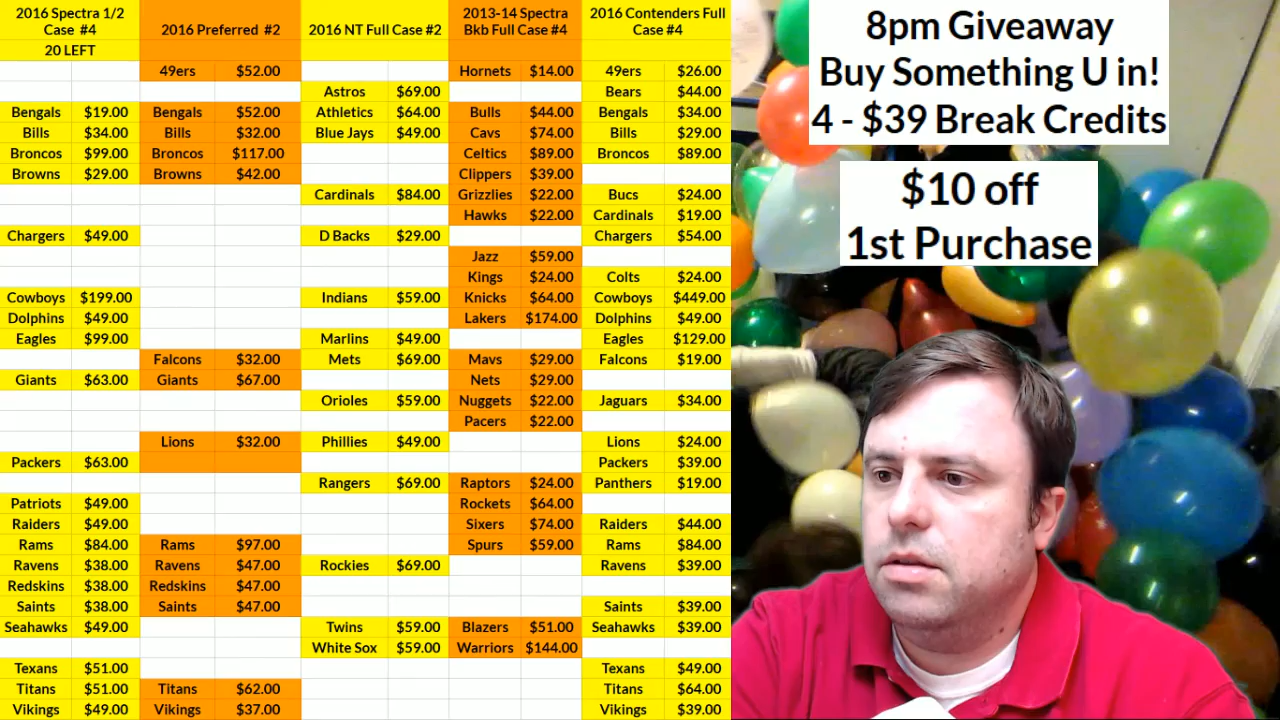 2016 Spectra 1/2
Case #4
20 LEFT
Bengals $19.00
Bills $34.00
Broncos $99.00
Browns $29.00
Chargers $49.00
Cowboys $199.00
Dolphins $49.00
Eagles $99.00
Giants $63.00
Packers $63.00
Patriots $49.00
Raiders $49.00
Rams $84.00
Ravens $38.00
Redskins $38.00
Saints $38.00
Seahawks $49.00
Texans $51.00
Titans $51.00
Vikings $49.00
2016 Preferred #2
49ers $52.00
Bengals $52.00
Bills $32.00
Broncos $117.00
Browns $42.00
Falcons $32.00
Giants $67.00
Lions $32.00
Rams $97.00
Ravens $47.00
Redskins $47.00
Saints $47.00
Titans $62.00
Vikings $37.00
2016 NT Full Case #2
Astros $69.00
Athletics $64.00
Blue Jays $49.00
Cardinals $84.00
D Backs $29.00
Indians $59.00
Marlins $49.00
Mets $69.00
Orioles $59.00
Phillies $49.00
Rangers $69.00
Rockies $69.00
Twins $59.00
White Sox $59.00
2013-14 Spectra
Bkb Full Case #4
Hornets $14.00
Bulls $44.00
Cavs $74.00
Celtics $89.00
Clippers $39.00
Grizzlies $22.00
Hawks $22.00
Jazz $59.00
Kings $24.00
Knicks $64.00
Lakers $174.00
Mavs $29.00
Nets $29.00
Nuggets $22.00
Pacers $22.00
Raptors $24.00
Rockets $64.00
Sixers $74.00
Spurs $59.00
Blazers $51.00
Warriors $144.00
2016 Contenders Full
Case #4
49ers $26.00
Bears $44.00
Bengals $34.00
Bills $29.00
Broncos $89.00
Bucs $24.00
Cardinals $19.00
Chargers $54.00
Colts $24.00
Cowboys $449.00
Dolphins $49.00
Eagles $129.00
Falcons $19.00
Jaguars $34.00
Lions $24.00
Packers $39.00
Panthers $19.00
Raiders $44.00
Rams $84.00
Ravens $39.00
Saints $39.00
Seahawks $39.00
Texans $49.00
Titans $64.00
Vikings $39.00
8pm Giveaway
Buy Something U in!
4 - $39 Break Credits
$10 off
1st Purchase